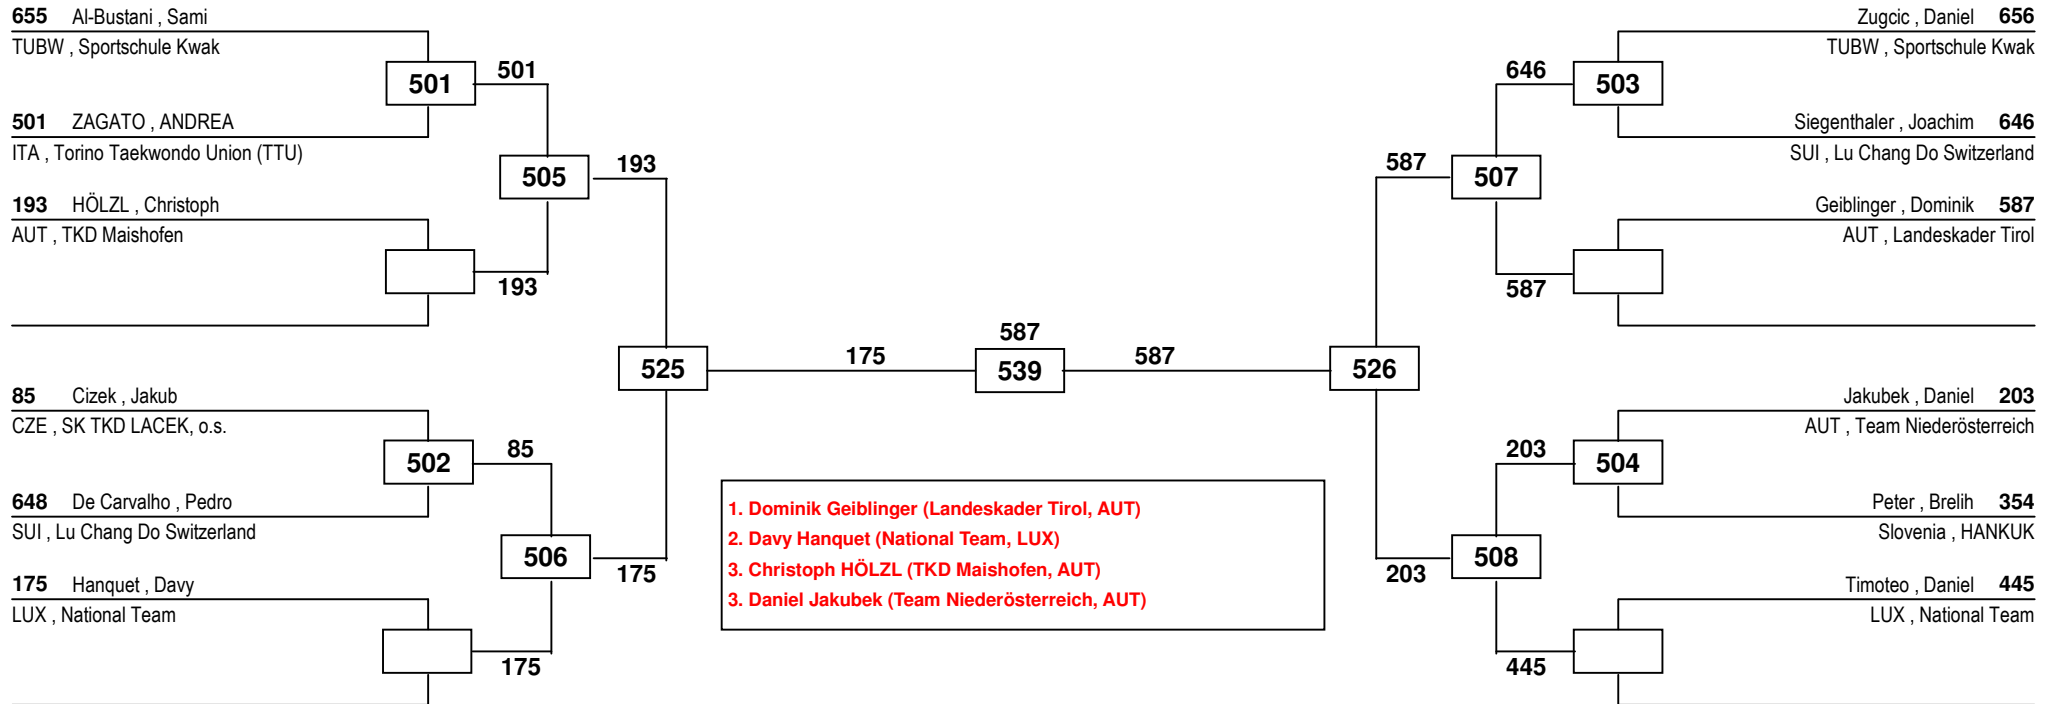 655 Al-Bustani , Sami
TUBW , Sportschule Kwak
501
501
501 ZAGATO , ANDREA
ITA , Torino Taekwondo Union (TTU)
505
193
193 HÖLZL , Christoph
AUT , TKD Maishofen
193
525
175
587
539
587
526
85 Cizek , Jakub
CZE , SK TKD LACEK, o.s.
502
85
648 De Carvalho , Pedro
SUI , Lu Chang Do Switzerland
506
175
175 Hanquet , Davy
LUX , National Team
175
1. Dominik Geiblinger (Landeskader Tirol, AUT)
2. Davy Hanquet (National Team, LUX)
3. Christoph HÖLZL (TKD Maishofen, AUT)
3. Daniel Jakubek (Team Niederösterreich, AUT)
Zugcic , Daniel 656
TUBW , Sportschule Kwak
646
503
Siegenthaler , Joachim 646
SUI , Lu Chang Do Switzerland
587
507
Geiblinger , Dominik 587
AUT , Landeskader Tirol
587
Jakubek , Daniel 203
AUT , Team Niederösterreich
203
504
Peter , Brelih 354
Slovenia , HANKUK
203
508
Timoteo , Daniel 445
LUX , National Team
445